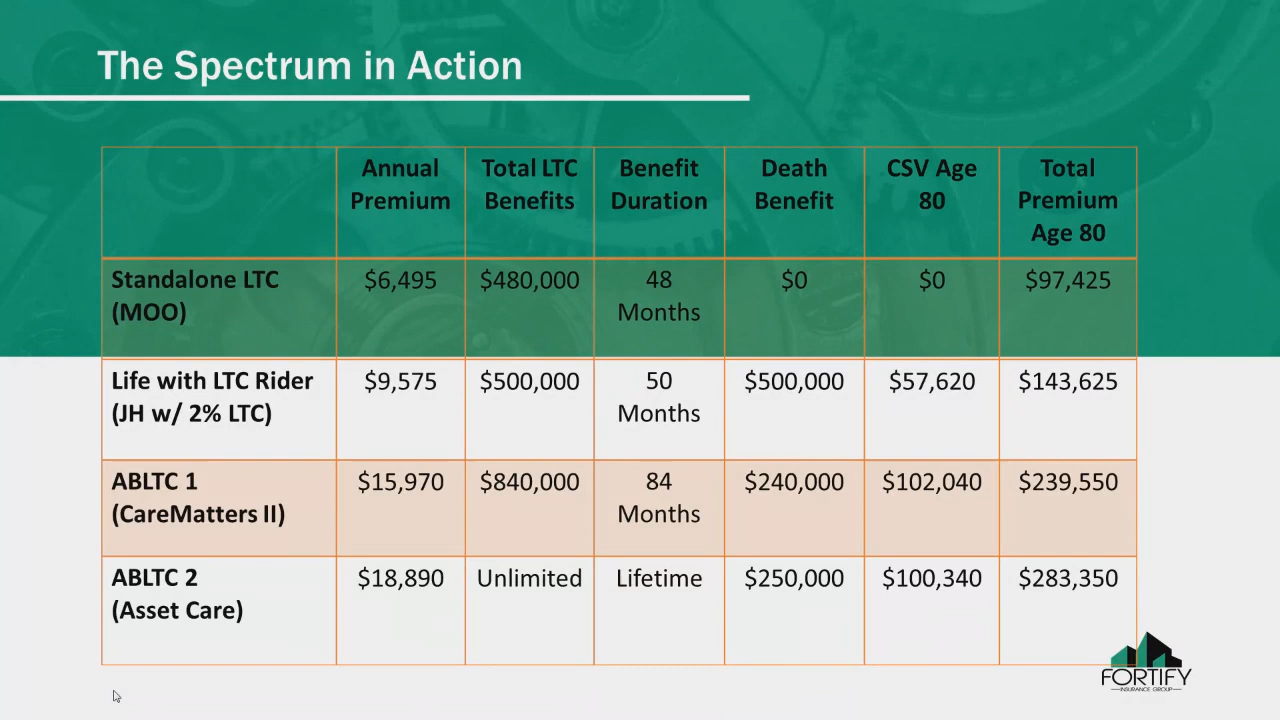 The Spectrum in Action
Annual Premium
Total LTC Benefits
Benefit Duration
Death Benefit
CSV Age 80
Total Premium Age 80
Standalone LTC (MOO)
$6,495
$480,000
48 Months
$0
$0
$97,425
Life with LTC Rider (JH w/ 2% LTC)
$9,575
$500,000
50 Months
$500,000
$57,620
$143,625
ABLTC 1 (CareMatters II)
$15,970
$840,000
84 Months
$240,000
$102,040
$239,550
ABLTC 2 (Asset Care)
$18,890
Unlimited
Lifetime
$250,000
$100,340
$283,350
FORTIFY
INSURANCE GROUP